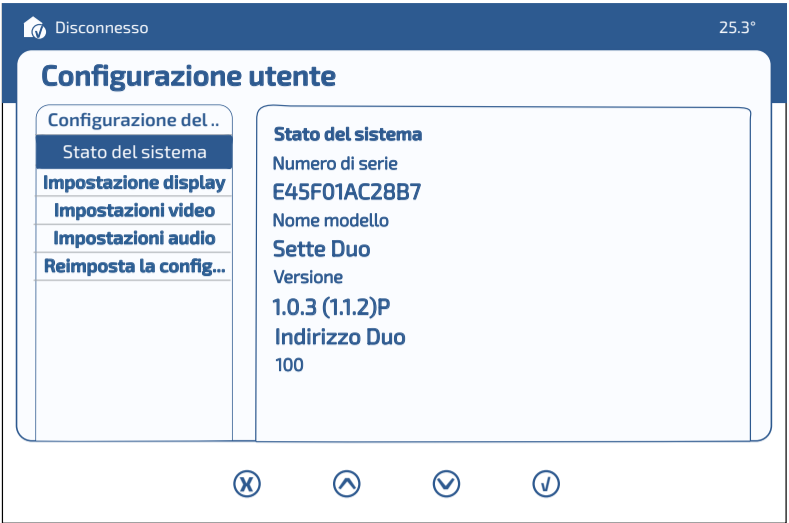 Disconnesso
25.3°
Configurazione utente
Configurazione del ..
Stato del sistema
Impostazione display
Impostazioni video
Impostazioni audio
Reimposta la config...
Stato del sistema
Numero di serie
E45F01AC28B7
Nome modello
Sette Duo
Versione
1.0.3 (1.1.2)P
Indirizzo Duo
100